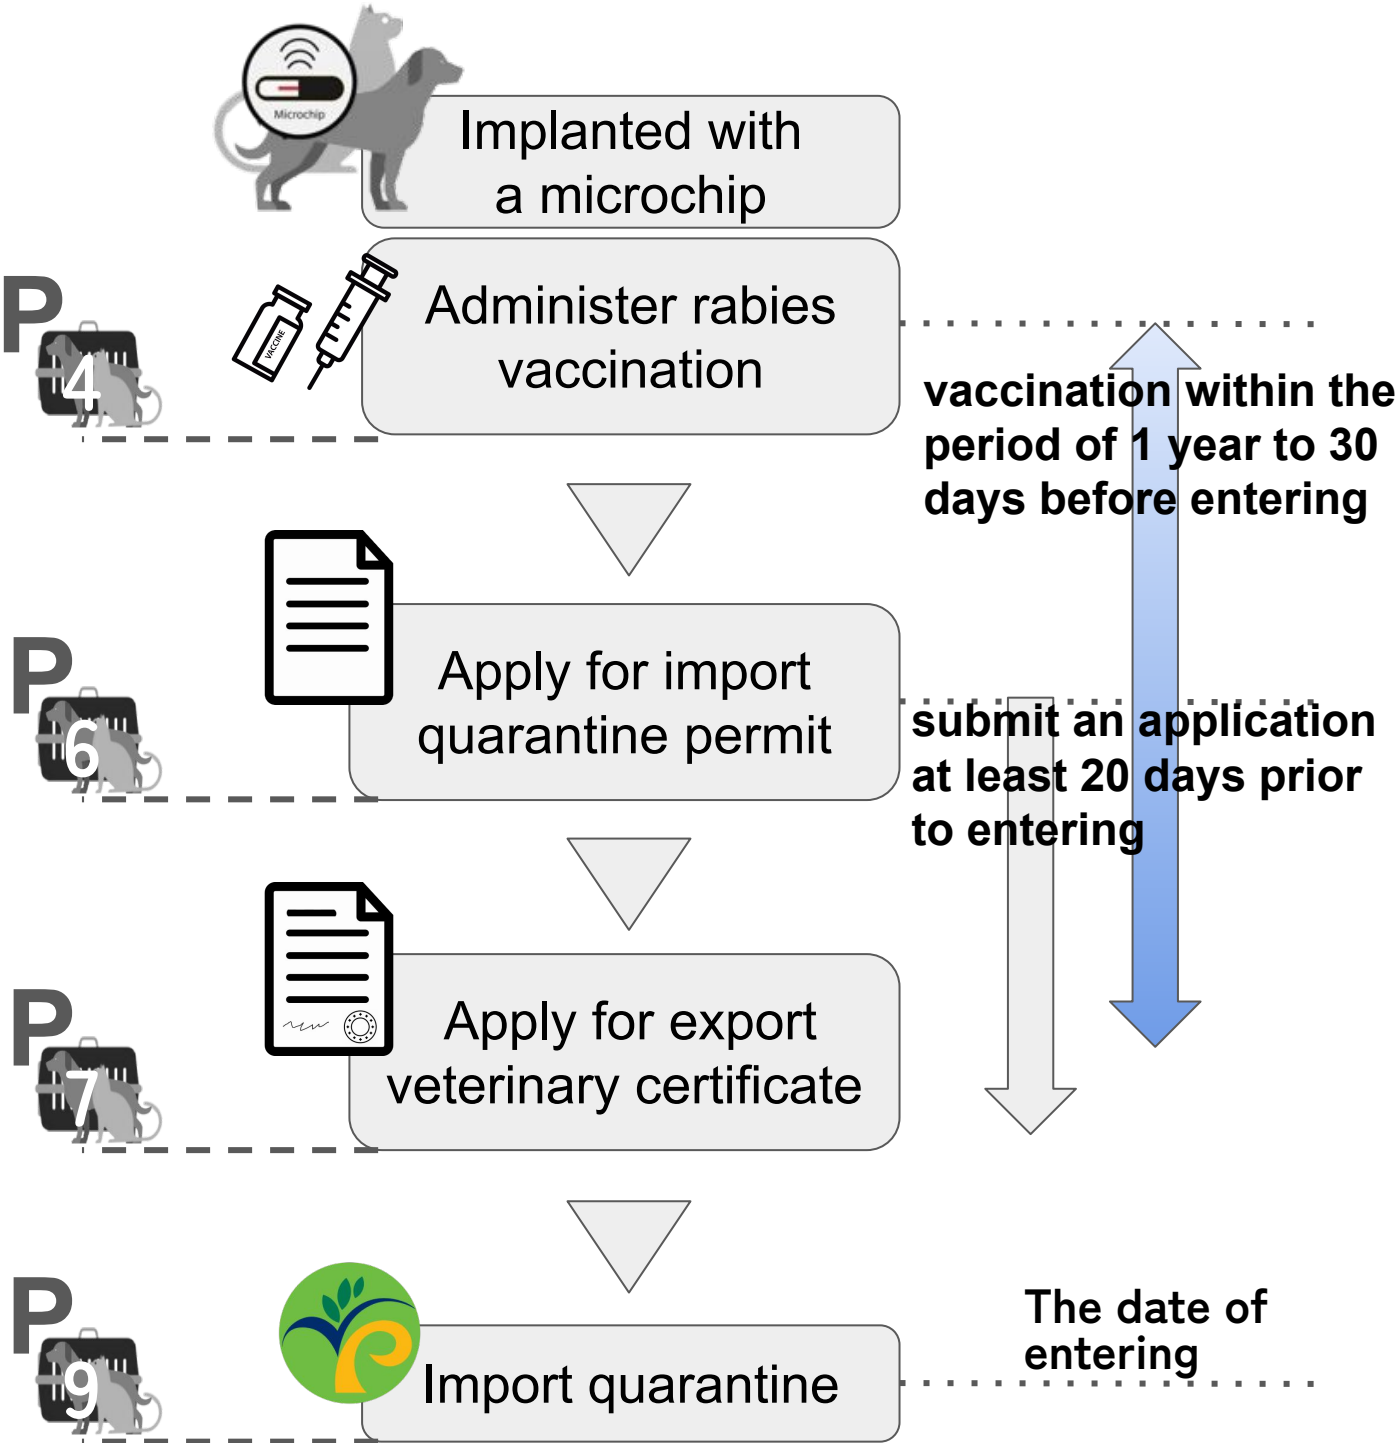 Microchip
Implanted with
a microchip
P
4
VACCINE
Administer rabies
vaccination
vaccination within the
period of 1 year to 30
days before entering
P
6
Apply for import
quarantine permit
submit an application
at least 20 days prior
to entering
P
7
Apply for export
veterinary certificate
P
9
Import quarantine
The date of
entering